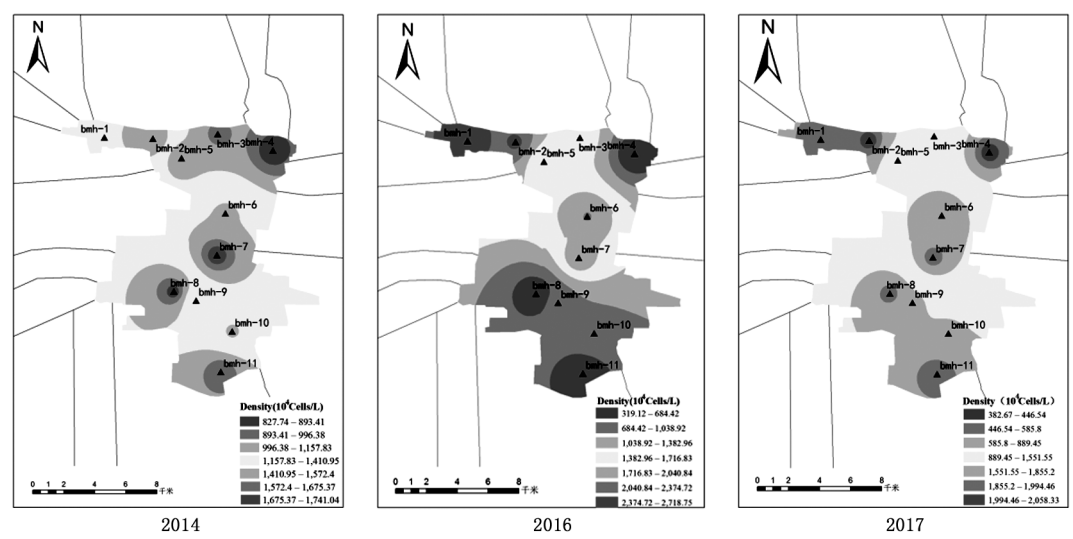 N
bmh-1
bmh-2
bmh-3
bmh-4
bmh-5
bmh-6
bmh-7
bmh-8
bmh-9
bmh-10
bmh-11
Density(10⁴Cells/L)
827.74 – 893.41
893.41 – 996.38
996.38 – 1,157.83
1,157.83 – 1,410.95
1,410.95 – 1,572.4
1,572.4 – 1,675.37
1,675.37 – 1,741.04
0 2 4 6 8
千米
2014
N
bmh-1
bmh-2
bmh-3
bmh-4
bmh-5
bmh-6
bmh-7
bmh-8
bmh-9
bmh-10
bmh-11
Density(10⁴Cells/L)
319.12 – 684.42
684.42 – 1,038.92
1,038.92 – 1,382.96
1,382.96 – 1,716.83
1,716.83 – 2,040.84
2,040.84 – 2,374.72
2,374.72 – 2,718.75
0 2 4 6 8
千米
2016
N
bmh-1
bmh-2
bmh-3
bmh-4
bmh-5
bmh-6
bmh-7
bmh-8
bmh-9
bmh-10
bmh-11
Density（10⁴Cells/L）
382.67 – 446.54
446.54 – 585.8
585.8 – 889.45
889.45 – 1,551.55
1,551.55 – 1,855.2
1,855.2 – 1,994.46
1,994.46 – 2,058.33
0 2 4 6 8
千米
2017